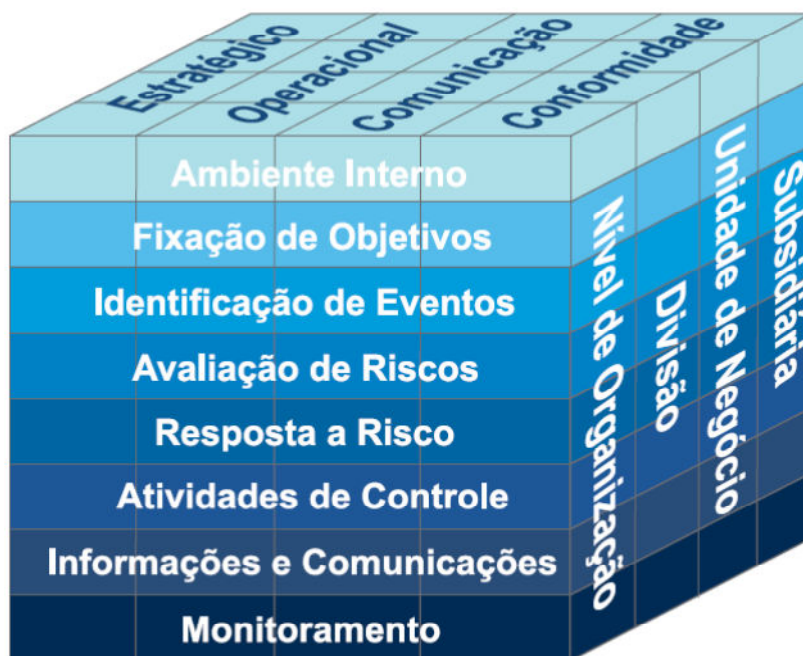 Estratégico
Operacional
Comunicação
Conformidade
Ambiente Interno
Fixação de Objetivos
Identificação de Eventos
Avaliação de Riscos
Resposta a Risco
Atividades de Controle
Informações e Comunicações
Monitoramento
Nível de Organização
Divisão
Unidade de Negócio
Subsidiária